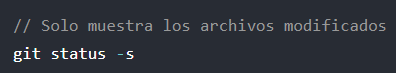 // Solo muestra los archivos modificados
git status -s